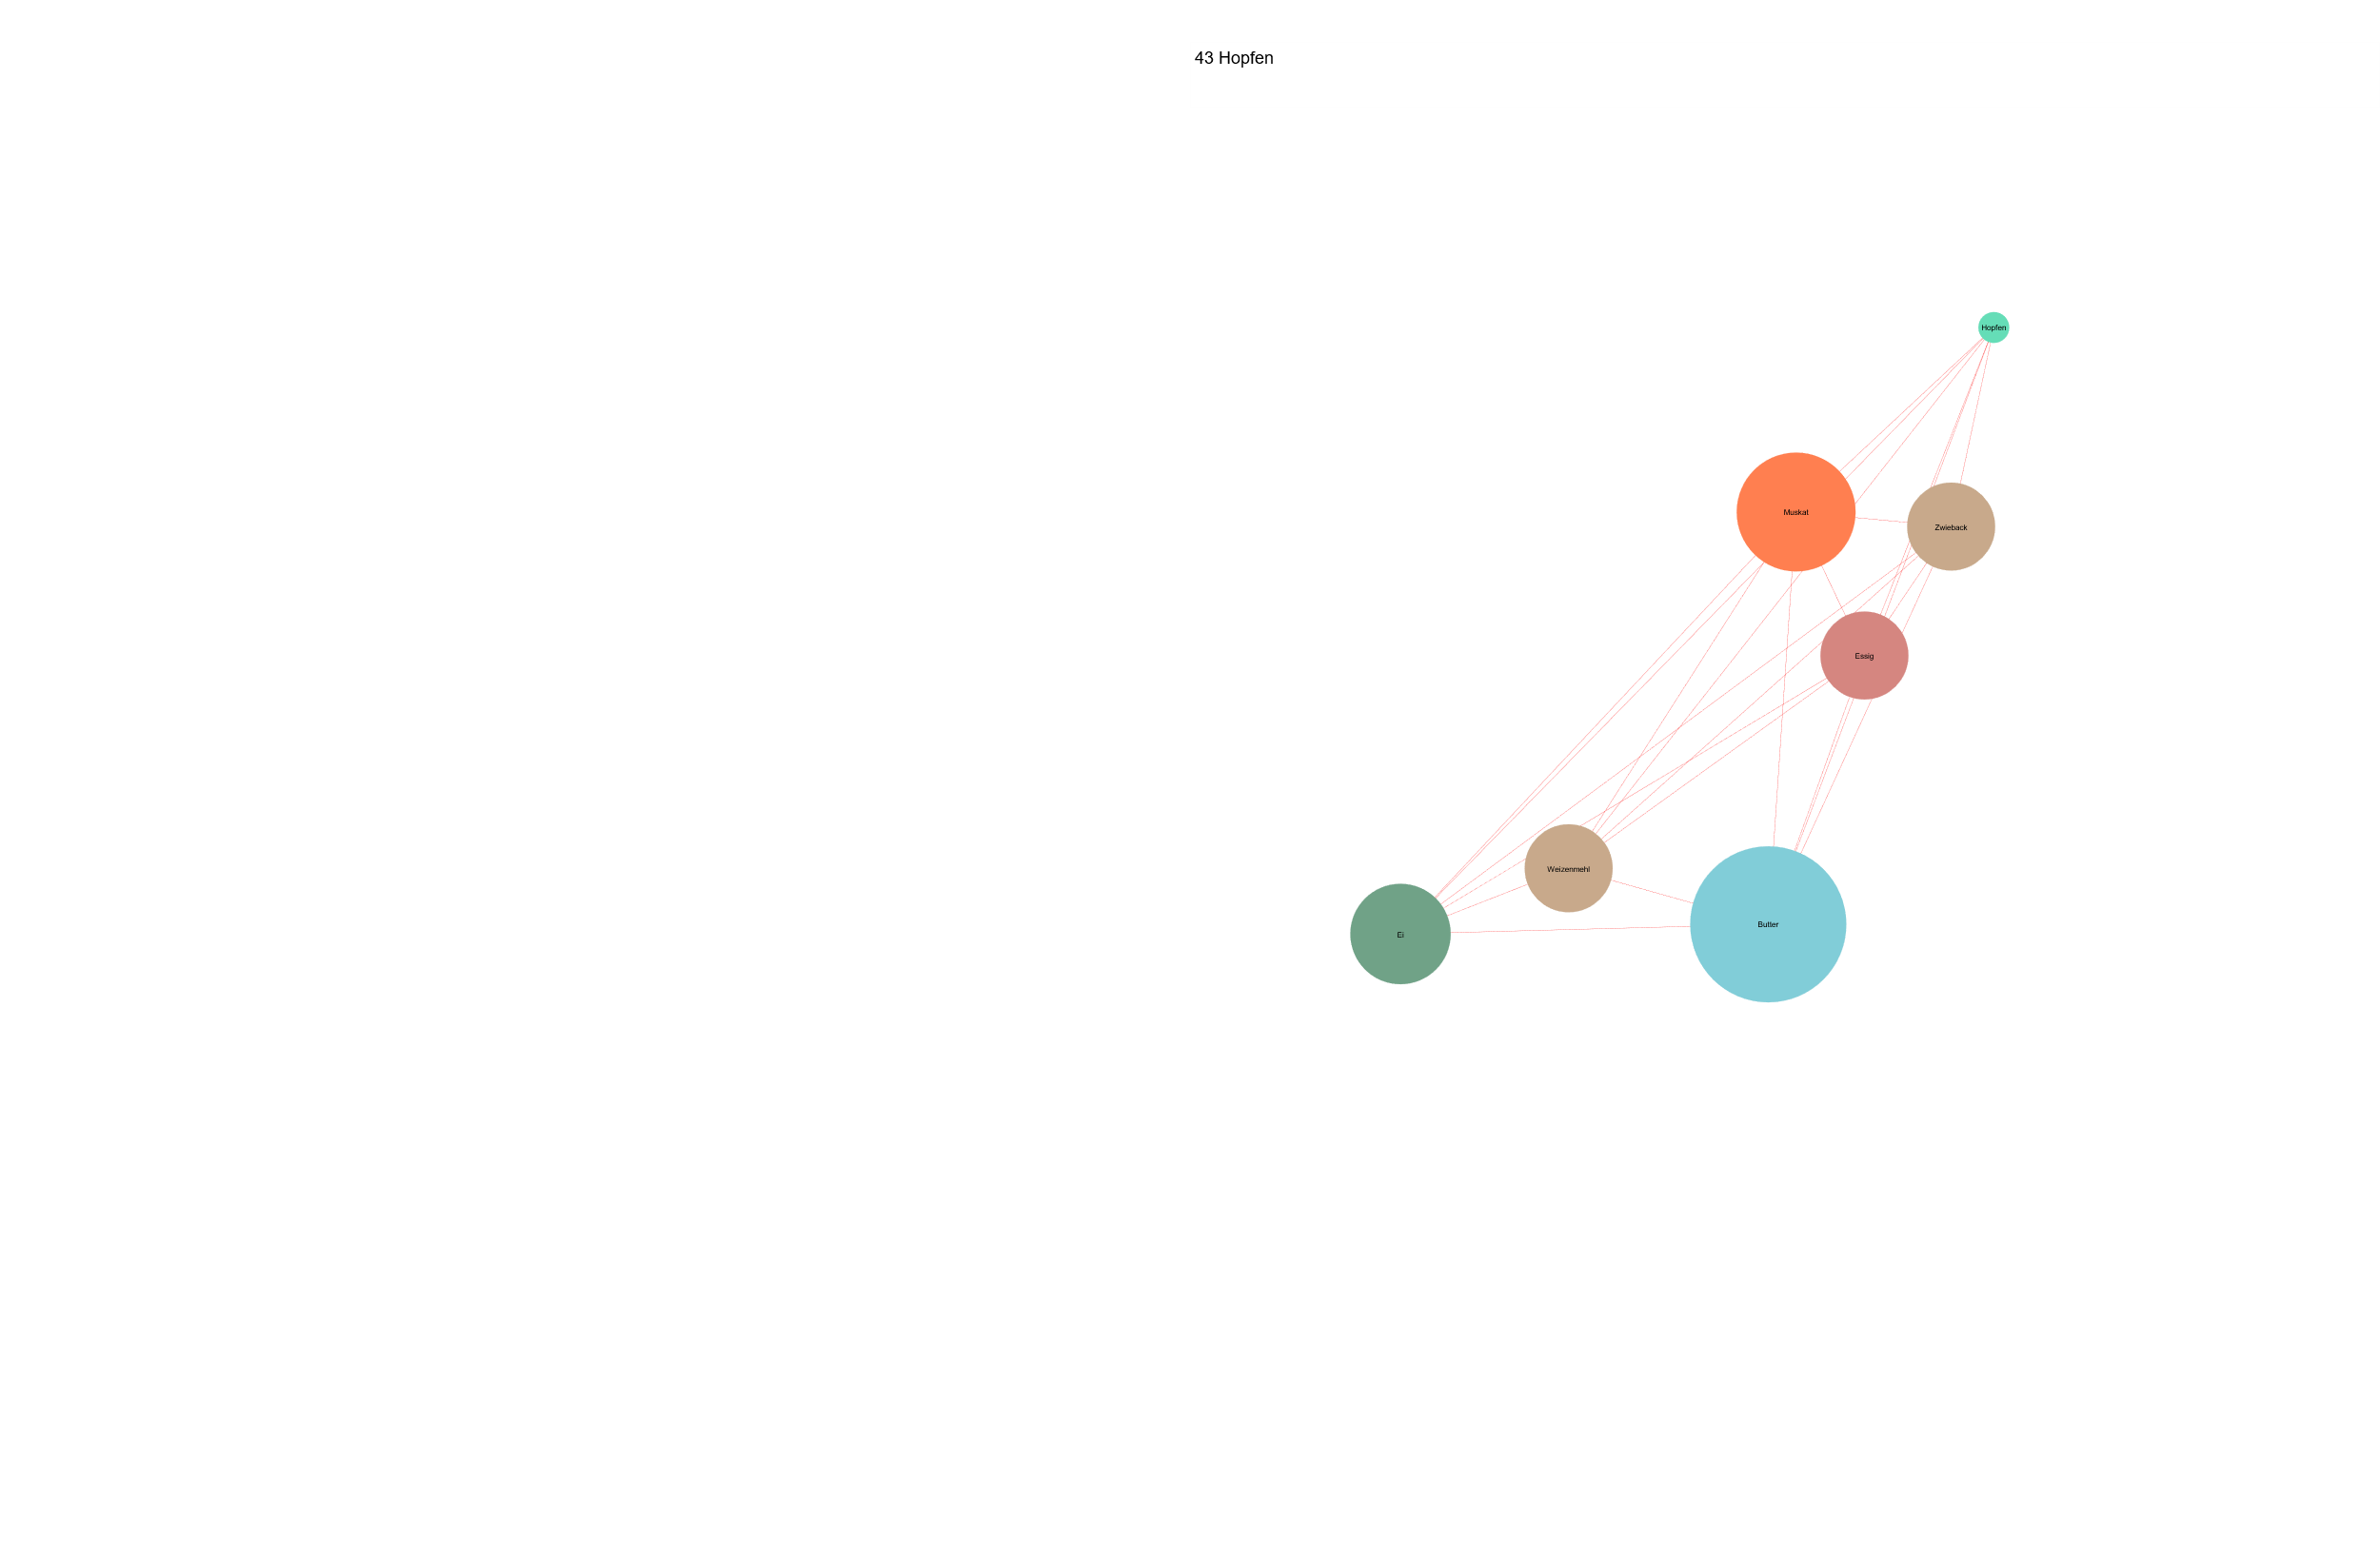 43 Hopfen
Hopfen
Muskat
Zwieback
Essig
Weizenmehl
Butter
Ei